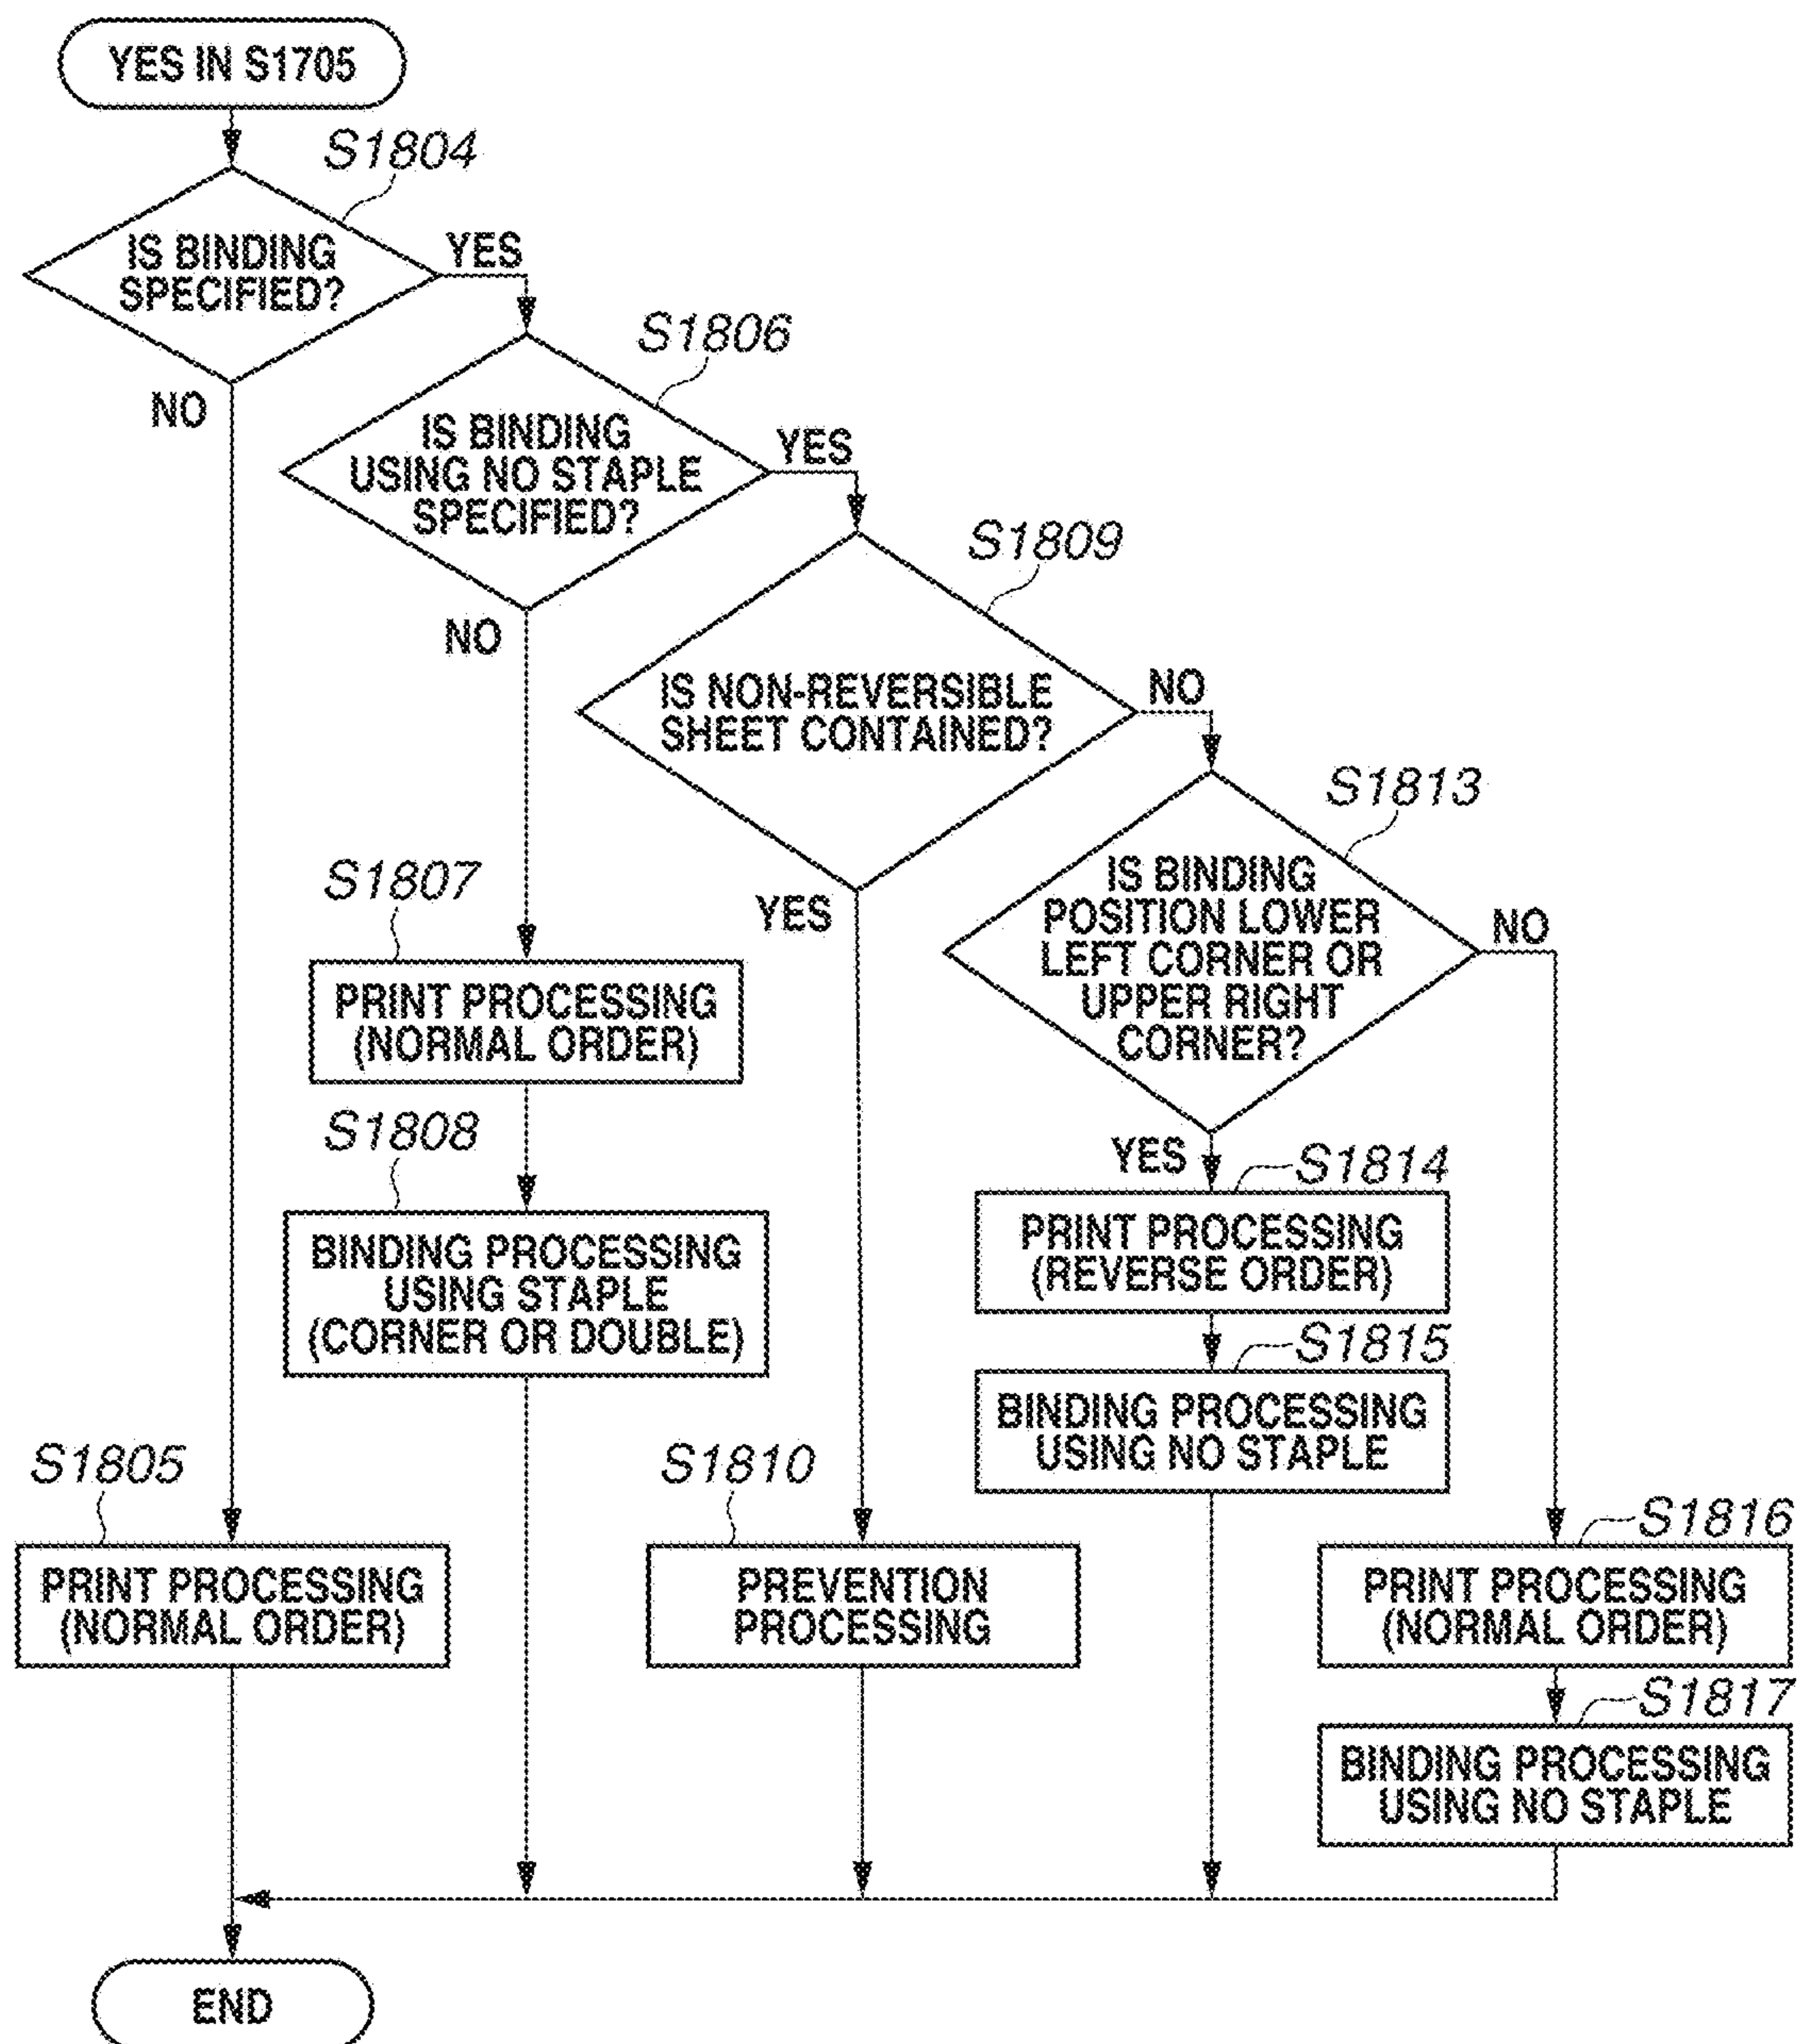 YES IN S1705
S1804
IS BINDING
SPECIFIED?
YES
NO
S1806
IS BINDING
USING NO STAPLE
SPECIFIED?
YES
NO
S1809
IS NON-REVERSIBLE
SHEET CONTAINED?
NO
YES
S1813
IS BINDING
POSITION LOWER
LEFT CORNER OR
UPPER RIGHT
CORNER?
NO
YES
S1807
PRINT PROCESSING
(NORMAL ORDER)
S1808
BINDING PROCESSING
USING STAPLE
(CORNER OR DOUBLE)
S1814
PRINT PROCESSING
(REVERSE ORDER)
S1815
BINDING PROCESSING
USING NO STAPLE
S1805
PRINT PROCESSING
(NORMAL ORDER)
S1810
PREVENTION
PROCESSING
S1816
PRINT PROCESSING
(NORMAL ORDER)
S1817
BINDING PROCESSING
USING NO STAPLE
END